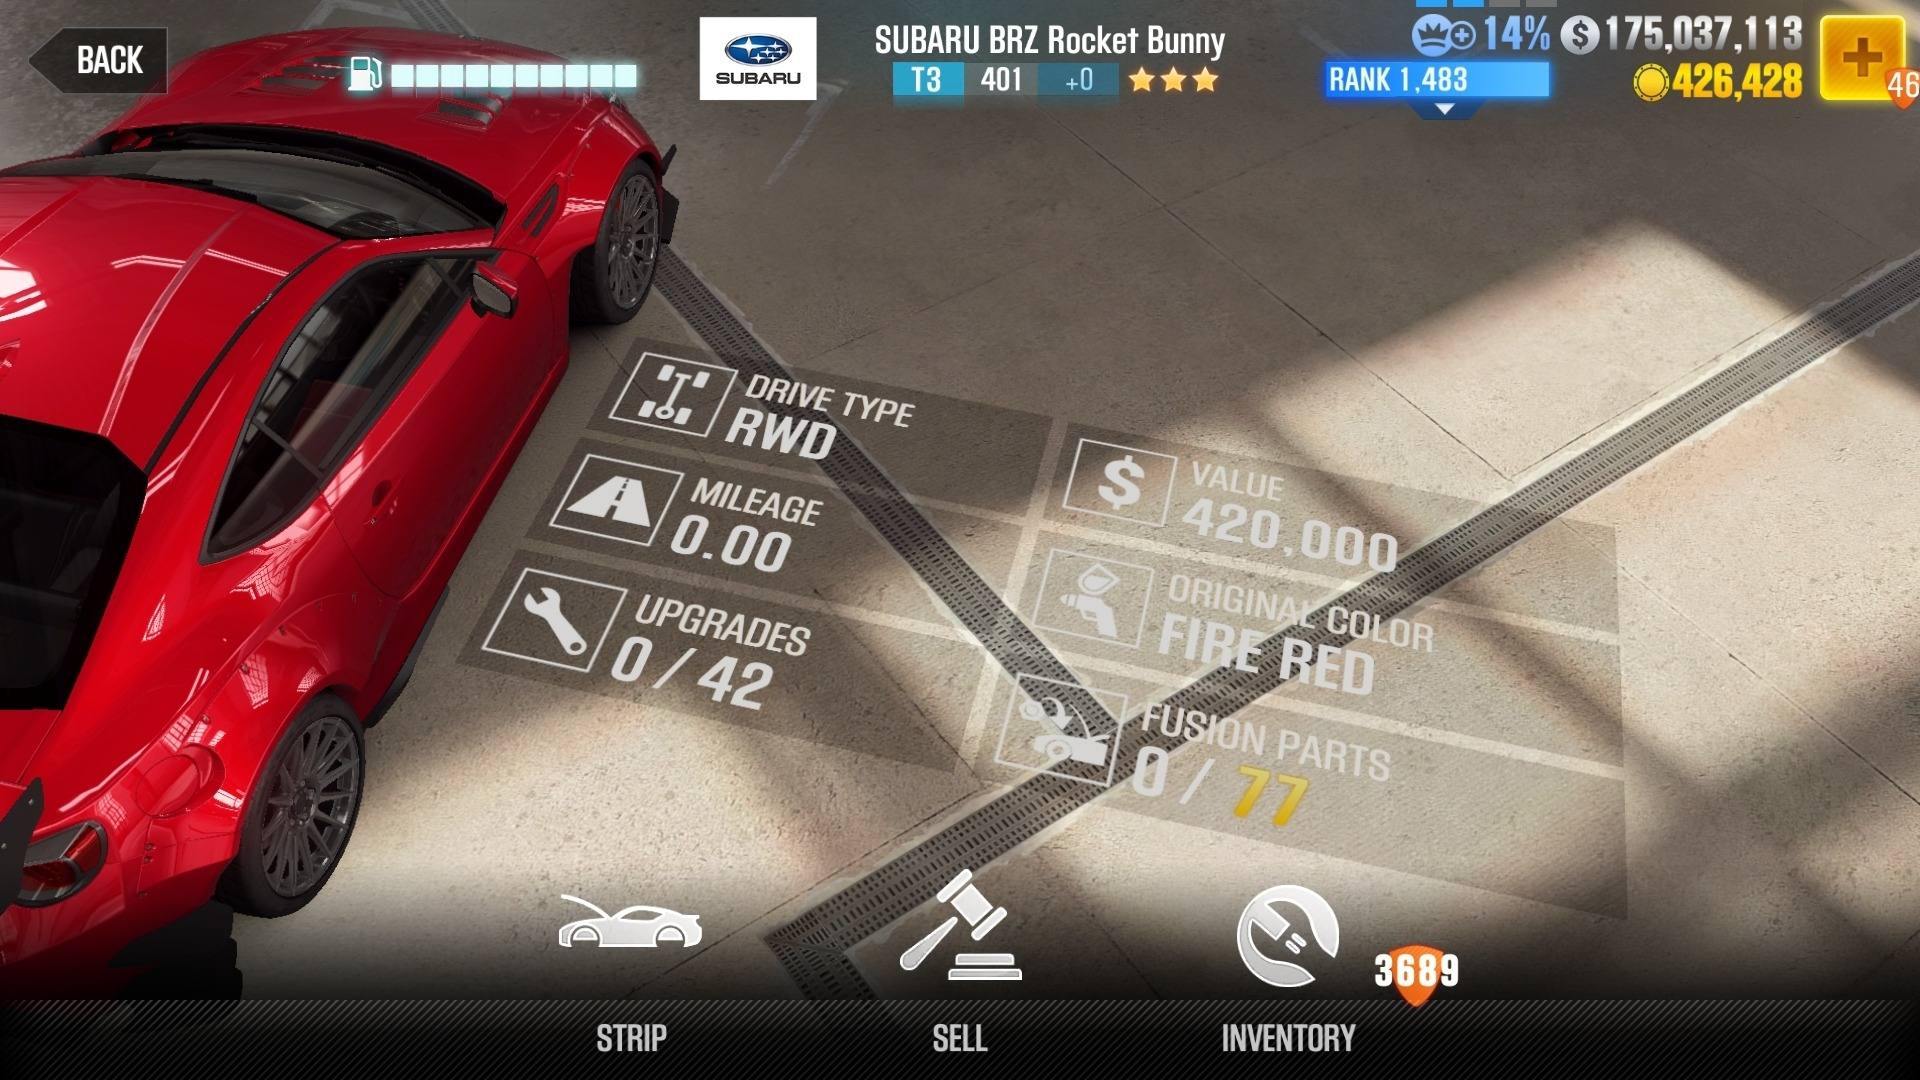 BACK
SUBARU
SUBARU BRZ Rocket Bunny
T3 401 +0
14%
175,037,113
RANK 1,483
426,428
46
DRIVE TYPE
RWD
MILEAGE
0.00
UPGRADES
0 / 42
VALUE
420,000
ORIGINAL COLOR
FIRE RED
FUSION PARTS
0 / 77
STRIP
SELL
INVENTORY
3689